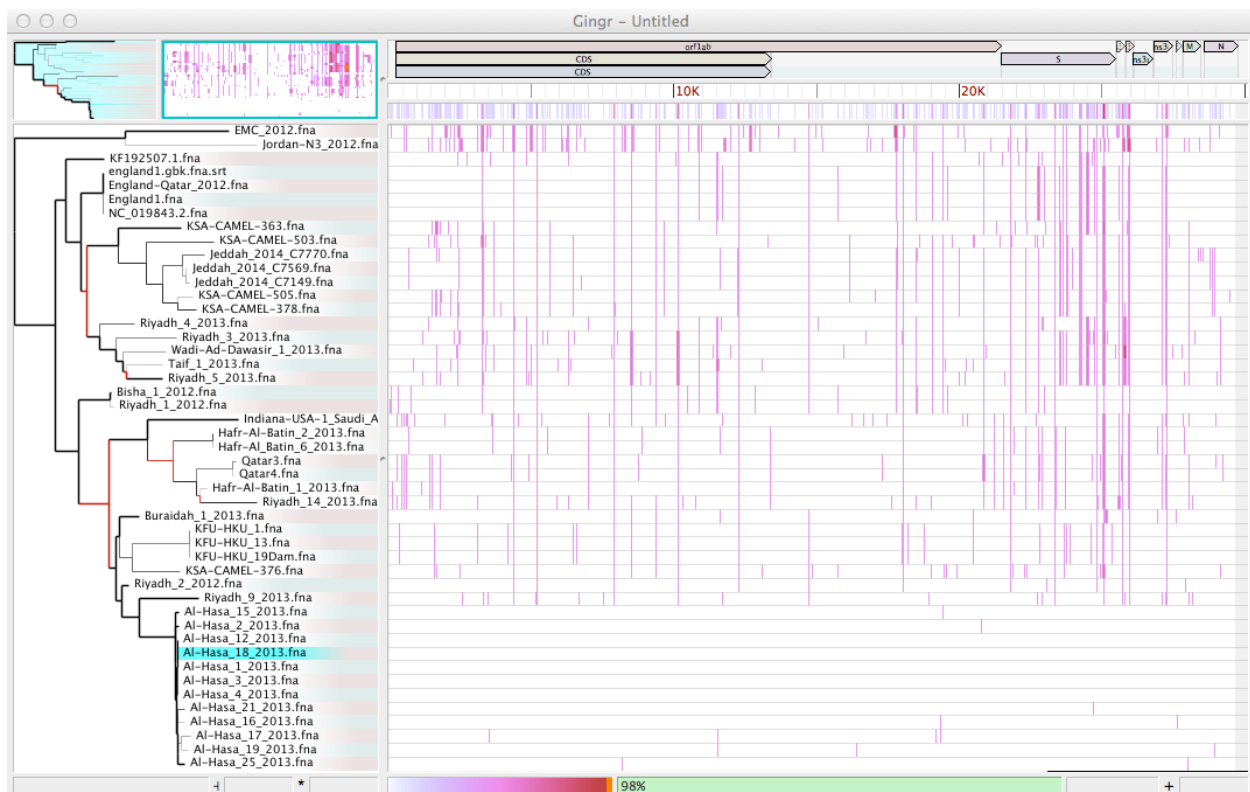 Gingr – Untitled
orf1ab
ns3
M
N
CDS
S
ns3
CDS
10K
20K
EMC_2012.fna
Jordan-N3_2012.fna
KF192507.1.fna
england1.gbk.fna.srt
England-Qatar_2012.fna
England1.fna
NC_019843.2.fna
KSA-CAMEL-363.fna
KSA-CAMEL-503.fna
Jeddah_2014_C7770.fna
Jeddah_2014_C7569.fna
Jeddah_2014_C7149.fna
KSA-CAMEL-505.fna
KSA-CAMEL-378.fna
Riyadh_4_2013.fna
Riyadh_3_2013.fna
Wadi-Ad-Dawasir_1_2013.fna
Taif_1_2013.fna
Riyadh_5_2013.fna
Bisha_1_2012.fna
Riyadh_1_2012.fna
Indiana-USA-1_Saudi_A
Hafr-Al-Batin_2_2013.fna
Hafr-Al_Batin_6_2013.fna
Qatar3.fna
Qatar4.fna
Hafr-Al-Batin_1_2013.fna
Riyadh_14_2013.fna
Buraidah_1_2013.fna
KFU-HKU_1.fna
KFU-HKU_13.fna
KFU-HKU_19Dam.fna
KSA-CAMEL-376.fna
Riyadh_2_2012.fna
Riyadh_9_2013.fna
Al-Hasa_15_2013.fna
Al-Hasa_2_2013.fna
Al-Hasa_12_2013.fna
Al-Hasa_18_2013.fna
Al-Hasa_1_2013.fna
Al-Hasa_3_2013.fna
Al-Hasa_4_2013.fna
Al-Hasa_21_2013.fna
Al-Hasa_16_2013.fna
Al-Hasa_17_2013.fna
Al-Hasa_19_2013.fna
Al-Hasa_25_2013.fna
* 98% +